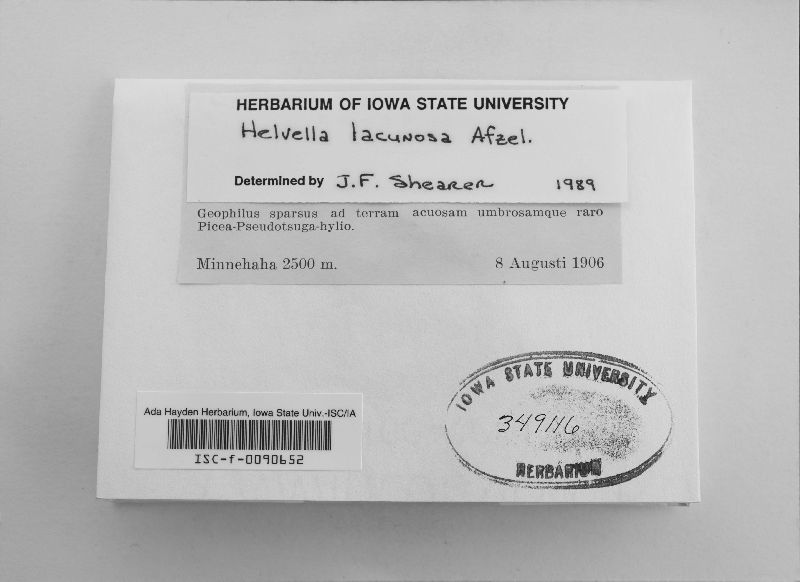 HERBARIUM OF IOWA STATE UNIVERSITY
Helvella lacunosa Afzel.
Determined by J.F. Shearer 1989
Geophilus sparsus ad terram acuosam umbrosamque raro
Picea-Pseudotsuga-hylio.
Minnehaha 2500 m. 8 Augusti 1906
IOWA STATE UNIVERSITY
349116
HERBARIUM
Ada Hayden Herbarium, Iowa State Univ.-ISC/IA
ISC-f-0090652